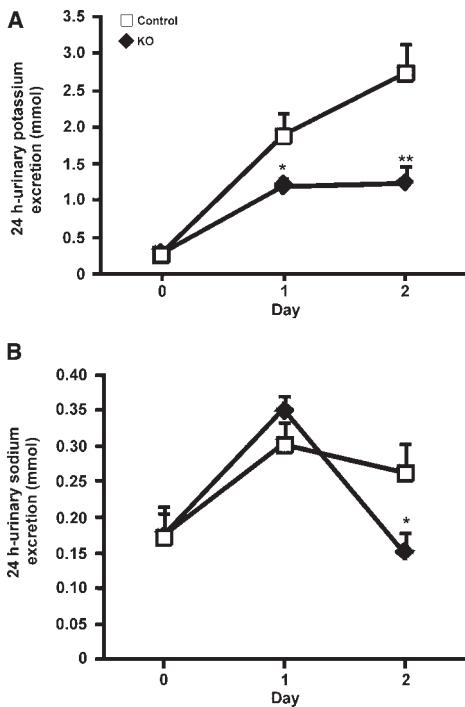 A
Control
KO
24 h-urinary potassium
excretion (mmol)
3.5
3.0
2.5
2.0
1.5
1.0
0.5
0
*
**
0
1
2
Day
B
24 h-urinary sodium
excretion (mmol)
0.40
0.35
0.30
0.25
0.20
0.15
0.10
0.05
0
*
0
1
2
Day